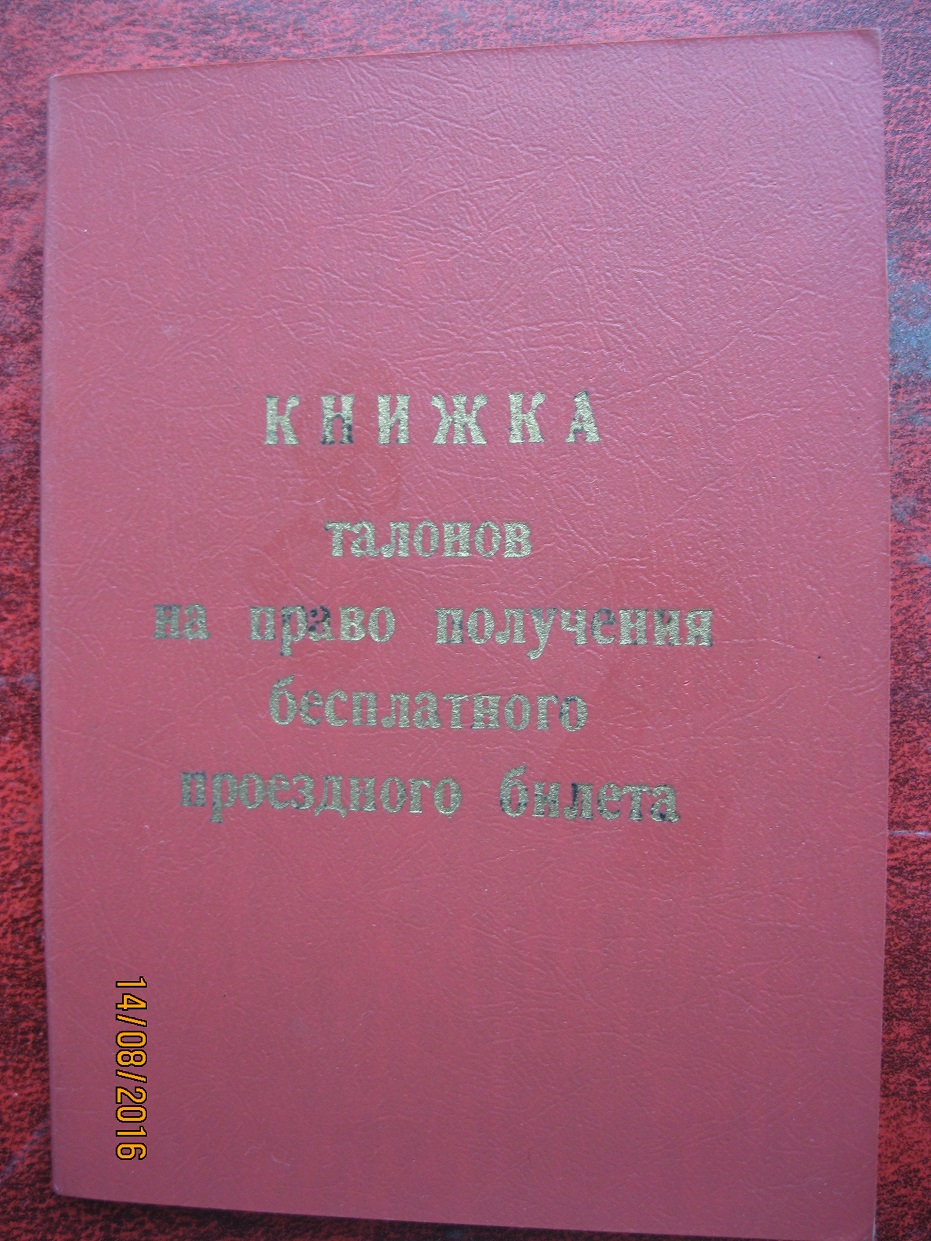 КНИЖКА
талонов
на право получения
бесплатного
проездного билета
14/08/2016